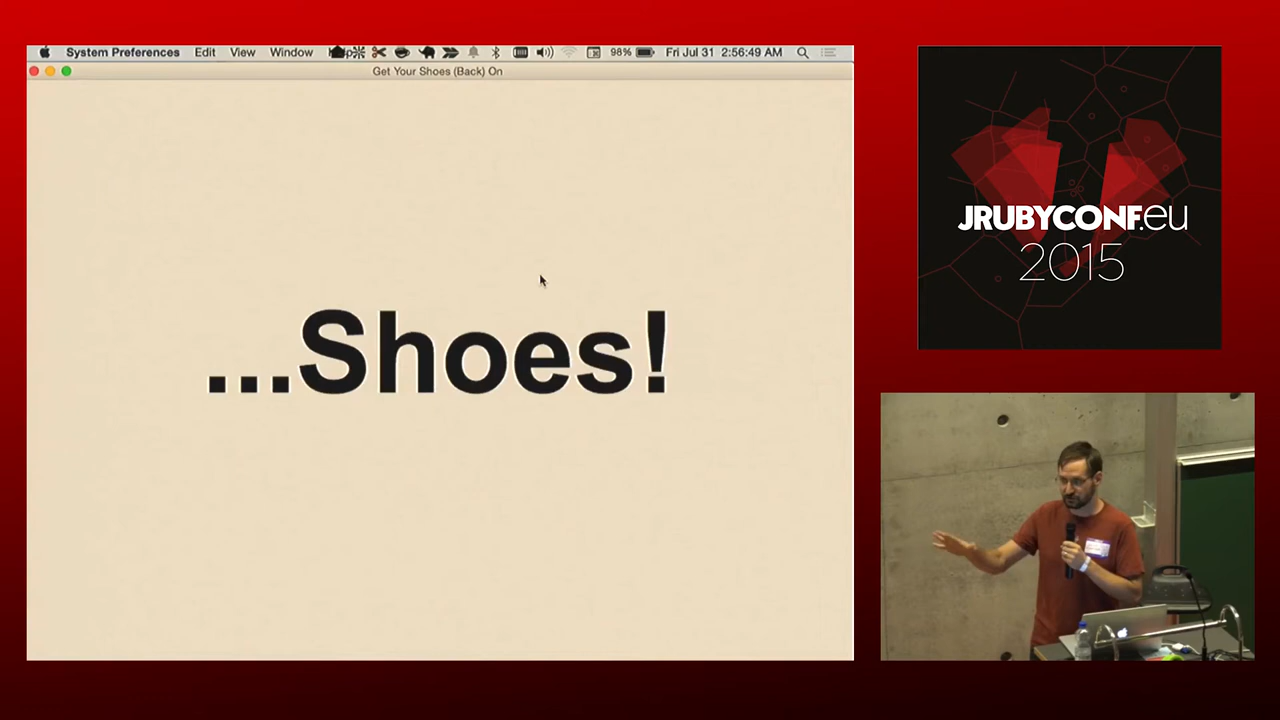 System Preferences Edit View Window 98% Fri Jul 31 2:56:49 AM
Get Your Shoes (Back) On
...Shoes!
JRUBYCONF.eu
2015